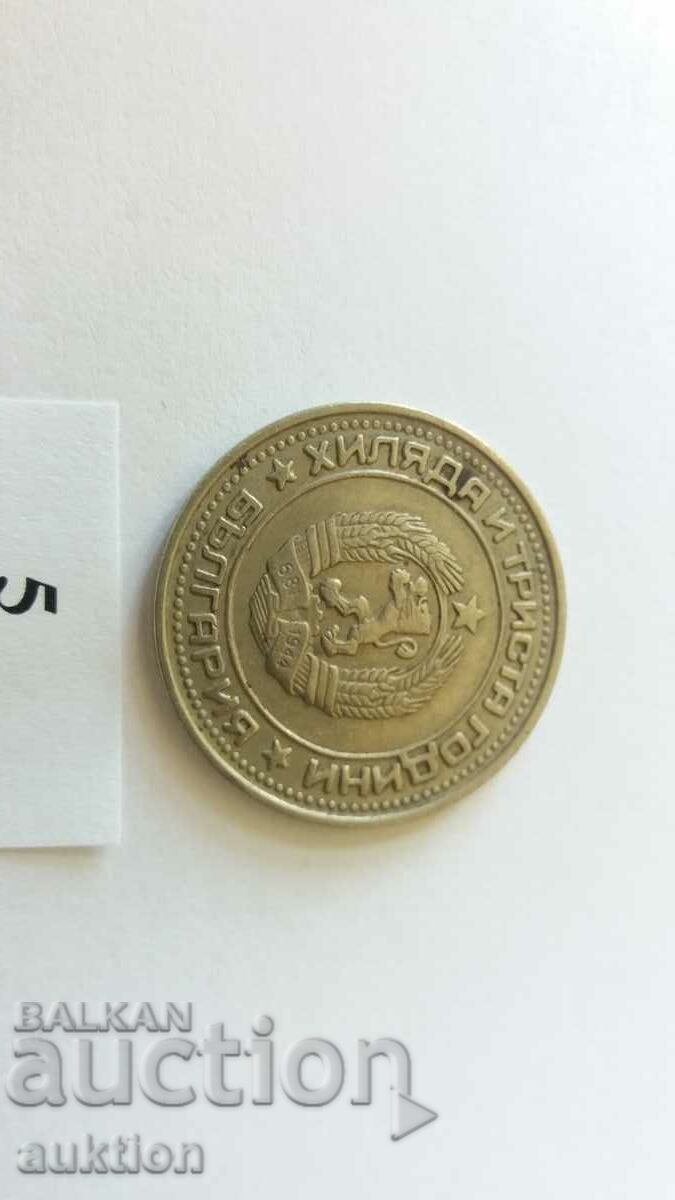 ХИЛЯДА И ТРИСТА ГОДИНИ
БЪЛГАРИЯ
681 1944
5
BALKAN
auction
auktion